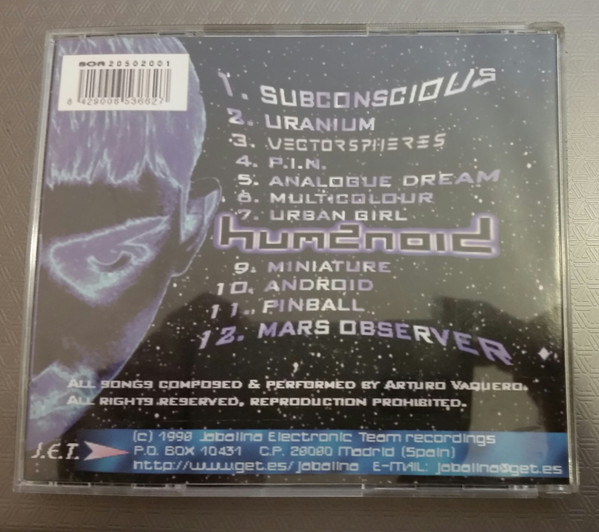 SOR 20502001
8 429006 536627
1. SUBCONSCIOUS
2. URANIUM
3. VECTORSPHERES
4. P.I.N.
5. ANALOGUE DREAM
6. MULTICOLOUR
7. URBAN GIRL
hum2noid
9. MINIATURE
10. ANDROID
11. PINBALL
12. MARS OBSERVER
ALL SONGS COMPOSED & PERFORMED BY ARTURO VAQUERO.
ALL RIGHTS RESERVED, REPRODUCTION PROHIBITED.
J.E.T.
(c) 1998 Jabalina Electronic Team recordings
P.O. BOX 10431 C.P. 28080 Madrid (Spain)
http://www.get.es/jabalina E-MAIL: jabalina@get.es